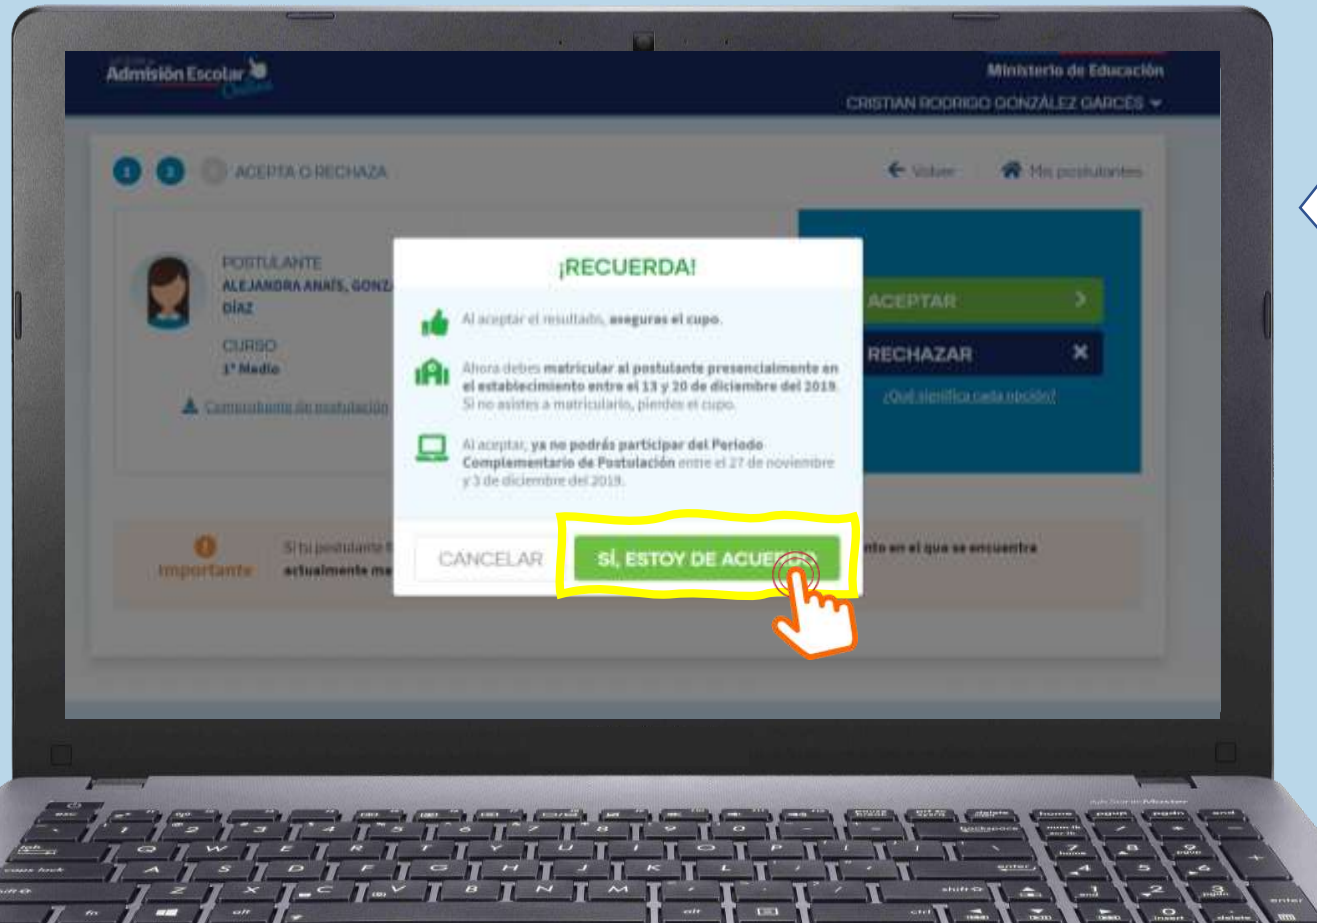 Admisión Escolar
Online
Ministerio de Educación
CRISTIAN RODRIGO GONZÁLEZ GARCÉS
1 2 3 ACEPTA O RECHAZA
Volver
Mis postulantes
POSTULANTE
ALEJANDRA ANAÍS, GONZ
DÍAZ
CURSO
1° Medio
Comprobante de postulación
¡RECUERDA!
Al aceptar el resultado, aseguras el cupo.
Ahora debes matricular al postulante presencialmente en
el establecimiento entre el 13 y 20 de diciembre del 2019.
Si no asistes a matricularlo, pierdes el cupo.
Al aceptar, ya no podrás participar del Periodo
Complementario de Postulación entre el 27 de noviembre
y 3 de diciembre del 2019.
CANCELAR
SÍ, ESTOY DE ACUERDO
ACEPTAR
RECHAZAR
¿Qué significa cada opción?
Importante
Si tu postulante
actualmente ma
nto en el que se encuentra